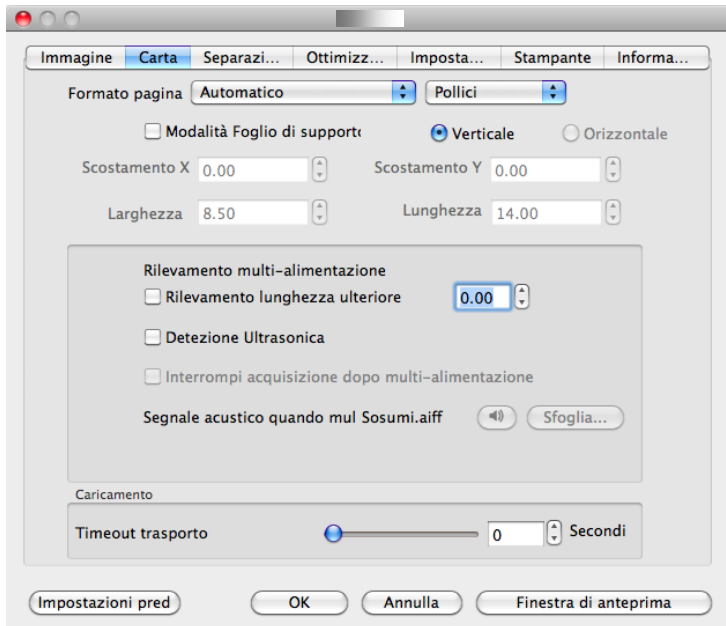 Immagine Carta Separazi... Ottimizz... Imposta... Stampante Informa...
Formato pagina Automatico Pollici
Modalità Foglio di supporto Verticale Orizzontale
Scostamento X 0.00 Scostamento Y 0.00
Larghezza 8.50 Lunghezza 14.00
Rilevamento multi-alimentazione
Rilevamento lunghezza ulteriore 0.00
Detezione Ultrasonica
Interrompi acquisizione dopo multi-alimentazione
Segnale acustico quando mul Sosumi.aiff Sfoglia...
Caricamento
Timeout trasporto 0 Secondi
Impostazioni pred OK Annulla Finestra di anteprima